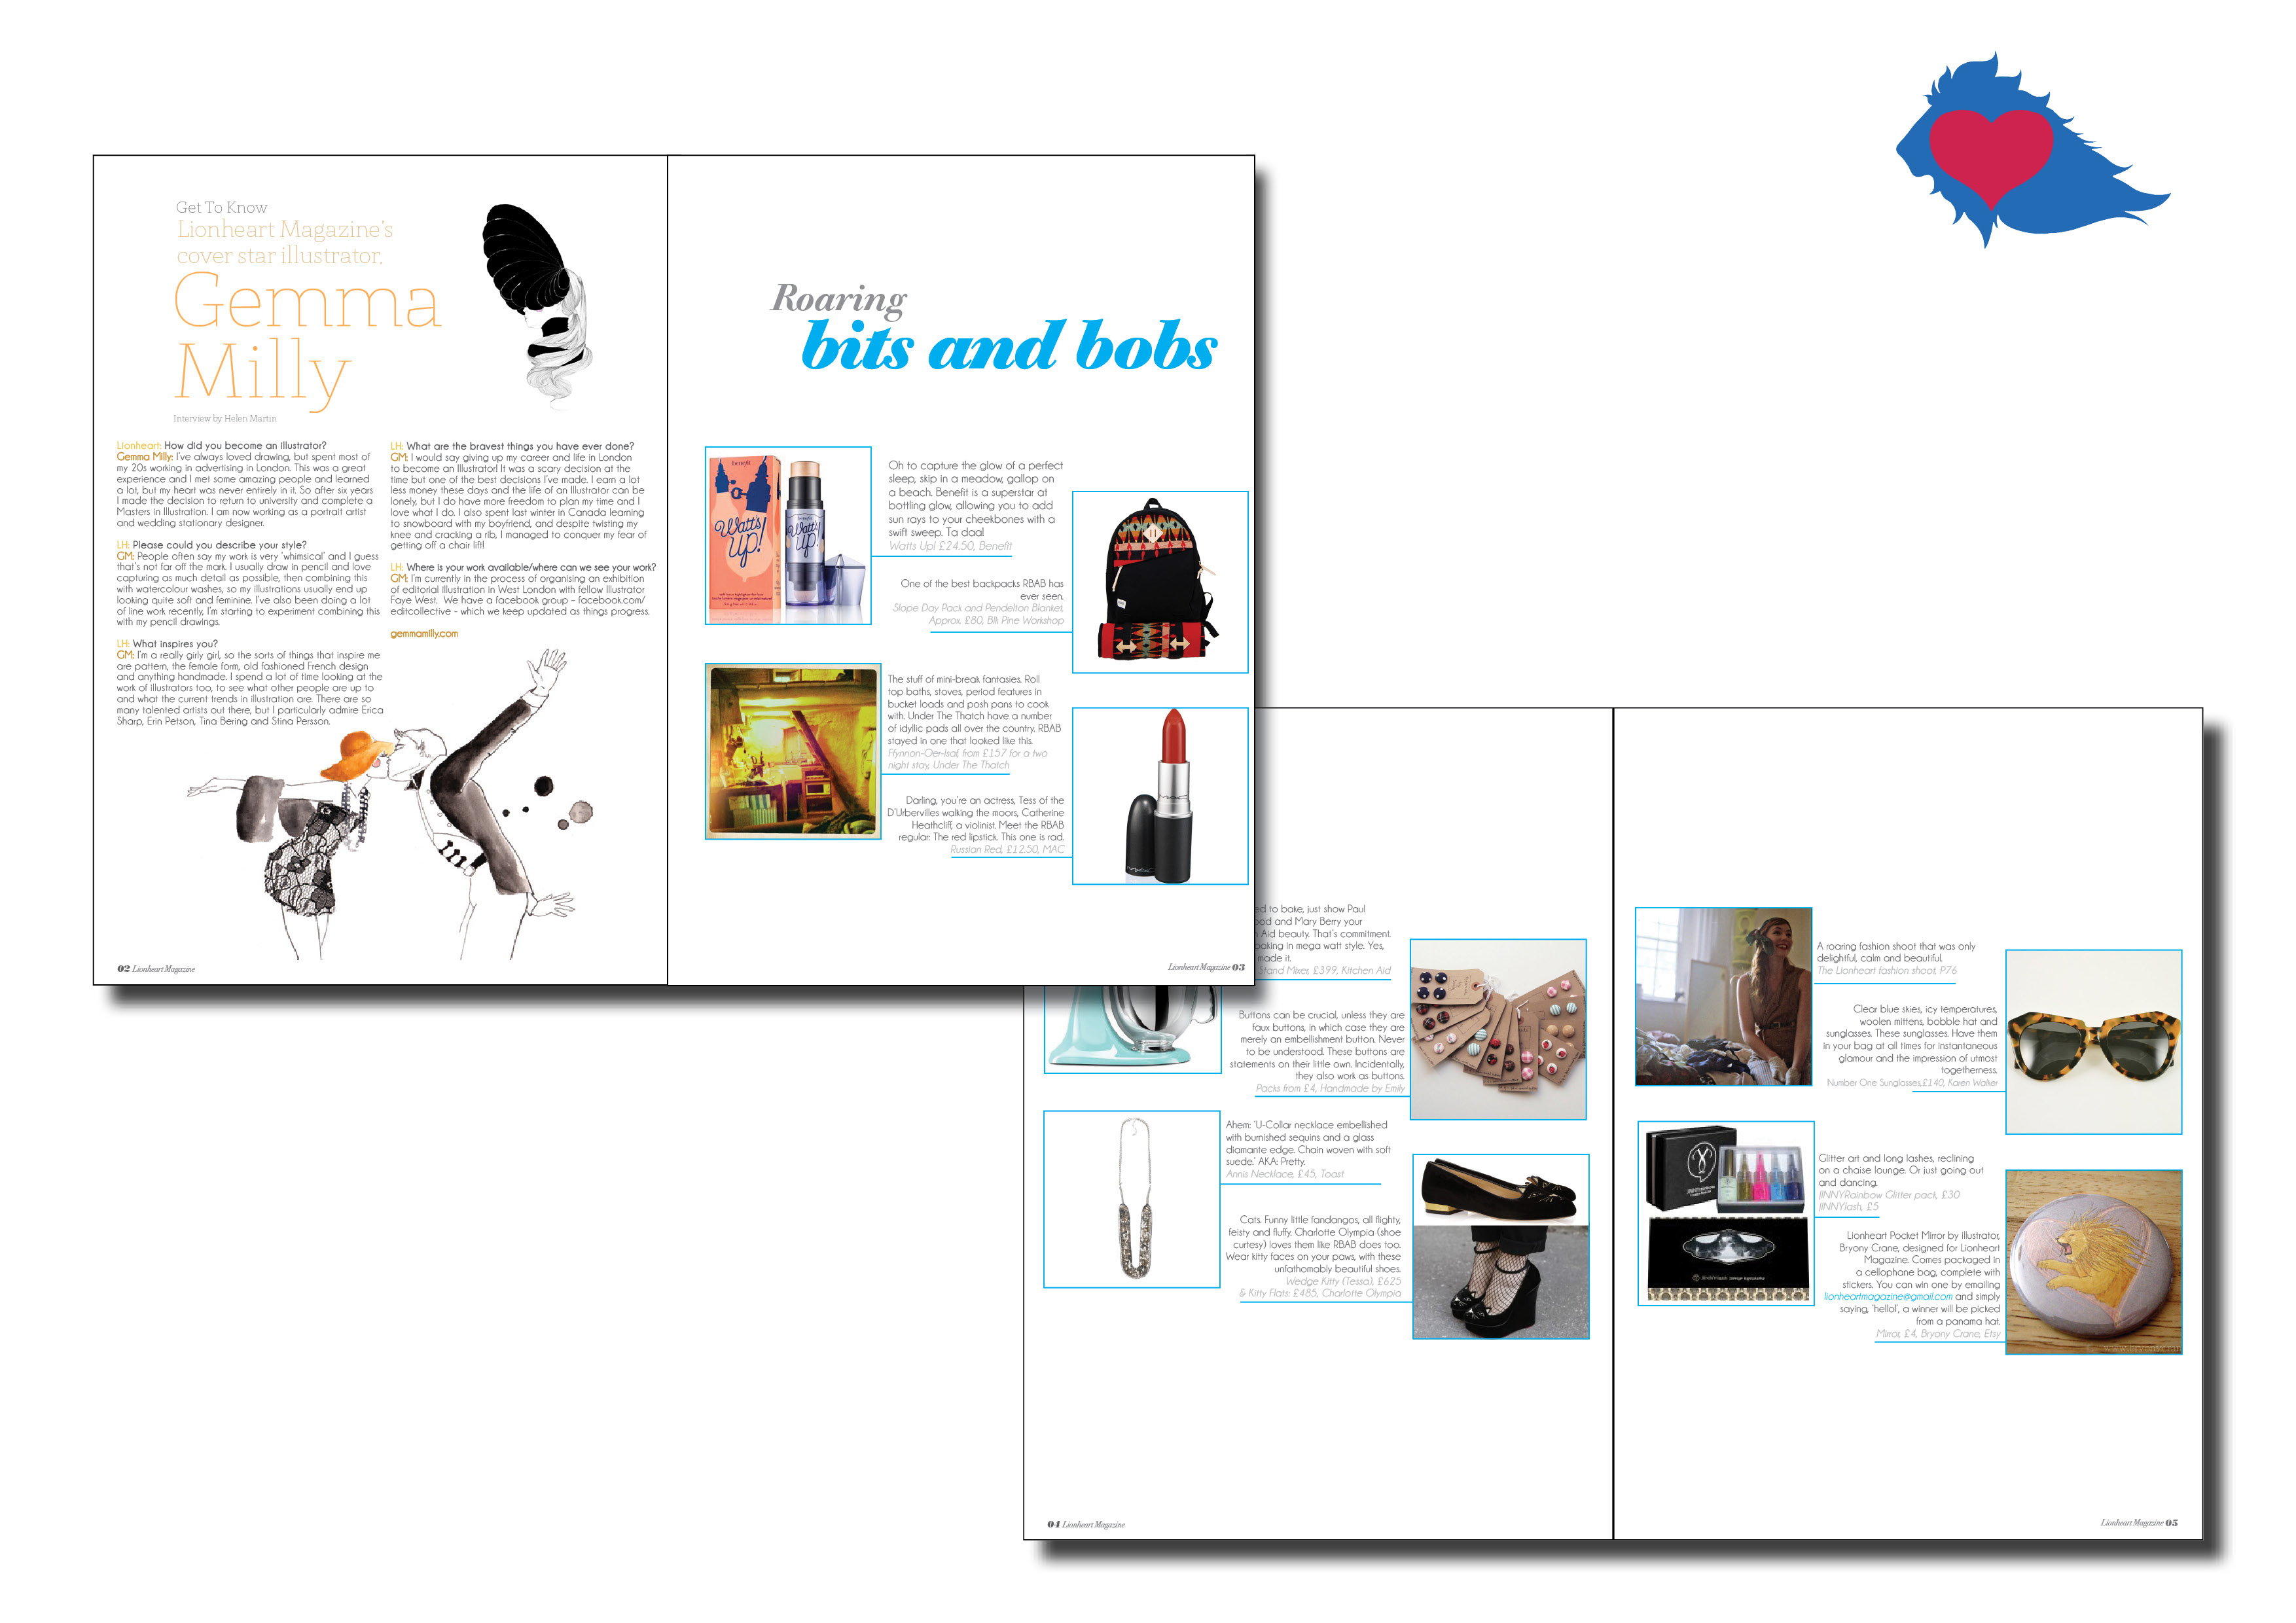 Get To Know
Lionheart Magazine's
cover star illustrator,
Gemma
Milly
Interview by Helen Martin
Lionheart: How did you become an illustrator?
Gemma Milly: I've always loved drawing, but spent most of
my 20s working in advertising in London. This was a great
experience and I met some amazing people and learned
a lot, but my heart was never entirely in it. So after six years
I made the decision to return to university and complete a
Masters in Illustration. I am now working as a portrait artist
and wedding stationary designer.
LH: Please could you describe your style?
GM: People often say my work is very 'whimsical' and I guess
that's not far off the mark. I usually draw in pencil and love
capturing as much detail as possible, then combining this
with watercolour washes, so my illustrations usually end up
looking quite soft and feminine. I've also been doing a lot
of line work recently, I'm starting to experiment combining this
with my pencil drawings.
LH: What inspires you?
GM: I'm a really girly girl, so the sorts of things that inspire me
are pattern, the female form, old fashioned French design
and anything handmade. I spend a lot of time looking at the
work of illustrators too, to see what other people are up to
and what the current trends in illustration are. There are so
many talented artists out there, but I particularly admire Erica
Sharp, Erin Petson, Tina Bering and Stina Persson.
LH: What are the bravest things you have ever done?
GM: I would say giving up my career and life in London
to become an Illustrator! It was a scary decision at the
time but one of the best decisions I've made. I earn a lot
less money these days and the life of an Illustrator can be
lonely, but I do have more freedom to plan my time and I
love what I do. I also spent last winter in Canada learning
to snowboard with my boyfriend, and despite twisting my
knee and cracking a rib, I managed to conquer my fear of
getting off a chair lift!
LH: Where is your work available/where can we see your work?
GM: I'm currently in the process of organising an exhibition
of editorial illustration in West London with fellow Illustrator
Faye West. We have a facebook group - facebook.com/
editcollective - which we keep updated as things progress.
gemmamilly.com
02 Lionheart Magazine
Roaring
bits and bobs
benefit
Watt's
up!
Watt's
up!
Oh to capture the glow of a perfect
sleep, skip in a meadow, gallop on
a beach. Benefit is a superstar at
bottling glow, allowing you to add
sun rays to your cheekbones with a
swift sweep. Ta daa!
Watts Up! £24.50, Benefit
One of the best backpacks RBAB has
ever seen.
Slope Day Pack and Pendelton Blanket,
Approx. £80, Blk Pine Workshop
The stuff of mini-break fantasies. Roll
top baths, stoves, period features in
bucket loads and posh pans to cook
with. Under The Thatch have a number
of idyllic pads all over the country. RBAB
stayed in one that looked like this.
Ffynnon-Oer-Isaf, from £157 for a two
night stay, Under The Thatch
Darling, you're an actress, Tess of the
D'Urbervilles walking the moors, Catherine
Heathcliff, a violinist. Meet the RBAB
regular: The red lipstick. This one is rad.
Russian Red, £12.50, MAC
MAC
Lionheart Magazine 03
ed to bake, just show Paul
ood and Mary Berry your
Aid beauty. That's commitment.
aking in mega watt style. Yes,
made it.
Stand Mixer, £399, Kitchen Aid
Buttons can be crucial, unless they are
faux buttons, in which case they are
merely an embellishment button. Never
to be understood. These buttons are
statements on their little own. Incidentally,
they also work as buttons.
Packs from £4, Handmade by Emily
Ahem: 'U-Collar necklace embellished
with burnished sequins and a glass
diamante edge. Chain woven with soft
suede.' AKA: Pretty.
Annis Necklace, £45, Toast
Cats. Funny little fandangos, all flighty,
feisty and fluffy. Charlotte Olympia (shoe
curtesy) loves them like RBAB does too.
Wear kitty faces on your paws, with these
unfathomably beautiful shoes.
Wedge Kitty (Tessa), £625
& Kitty Flats: £485, Charlotte Olympia
04 Lionheart Magazine
A roaring fashion shoot that was only
delightful, calm and beautiful.
The Lionheart fashion shoot, P76
Clear blue skies, icy temperatures,
woolen mittens, bobble hat and
sunglasses. These sunglasses. Have them
in your bag at all times for instantaneous
glamour and the impression of utmost
togetherness.
Number One Sunglasses,£140, Karen Walker
Glitter art and long lashes, reclining
on a chaise lounge. Or just going out
and dancing.
JINNYRainbow Glitter pack, £30
JINNYlash, £5
Lionheart Pocket Mirror by illustrator,
Bryony Crane, designed for Lionheart
Magazine. Comes packaged in
a cellophane bag, complete with
stickers. You can win one by emailing
lionheartmagazine@gmail.com and simply
saying, 'hello!', a winner will be picked
from a panama hat.
Mirror, £4, Bryony Crane, Etsy
Lionheart Magazine 05